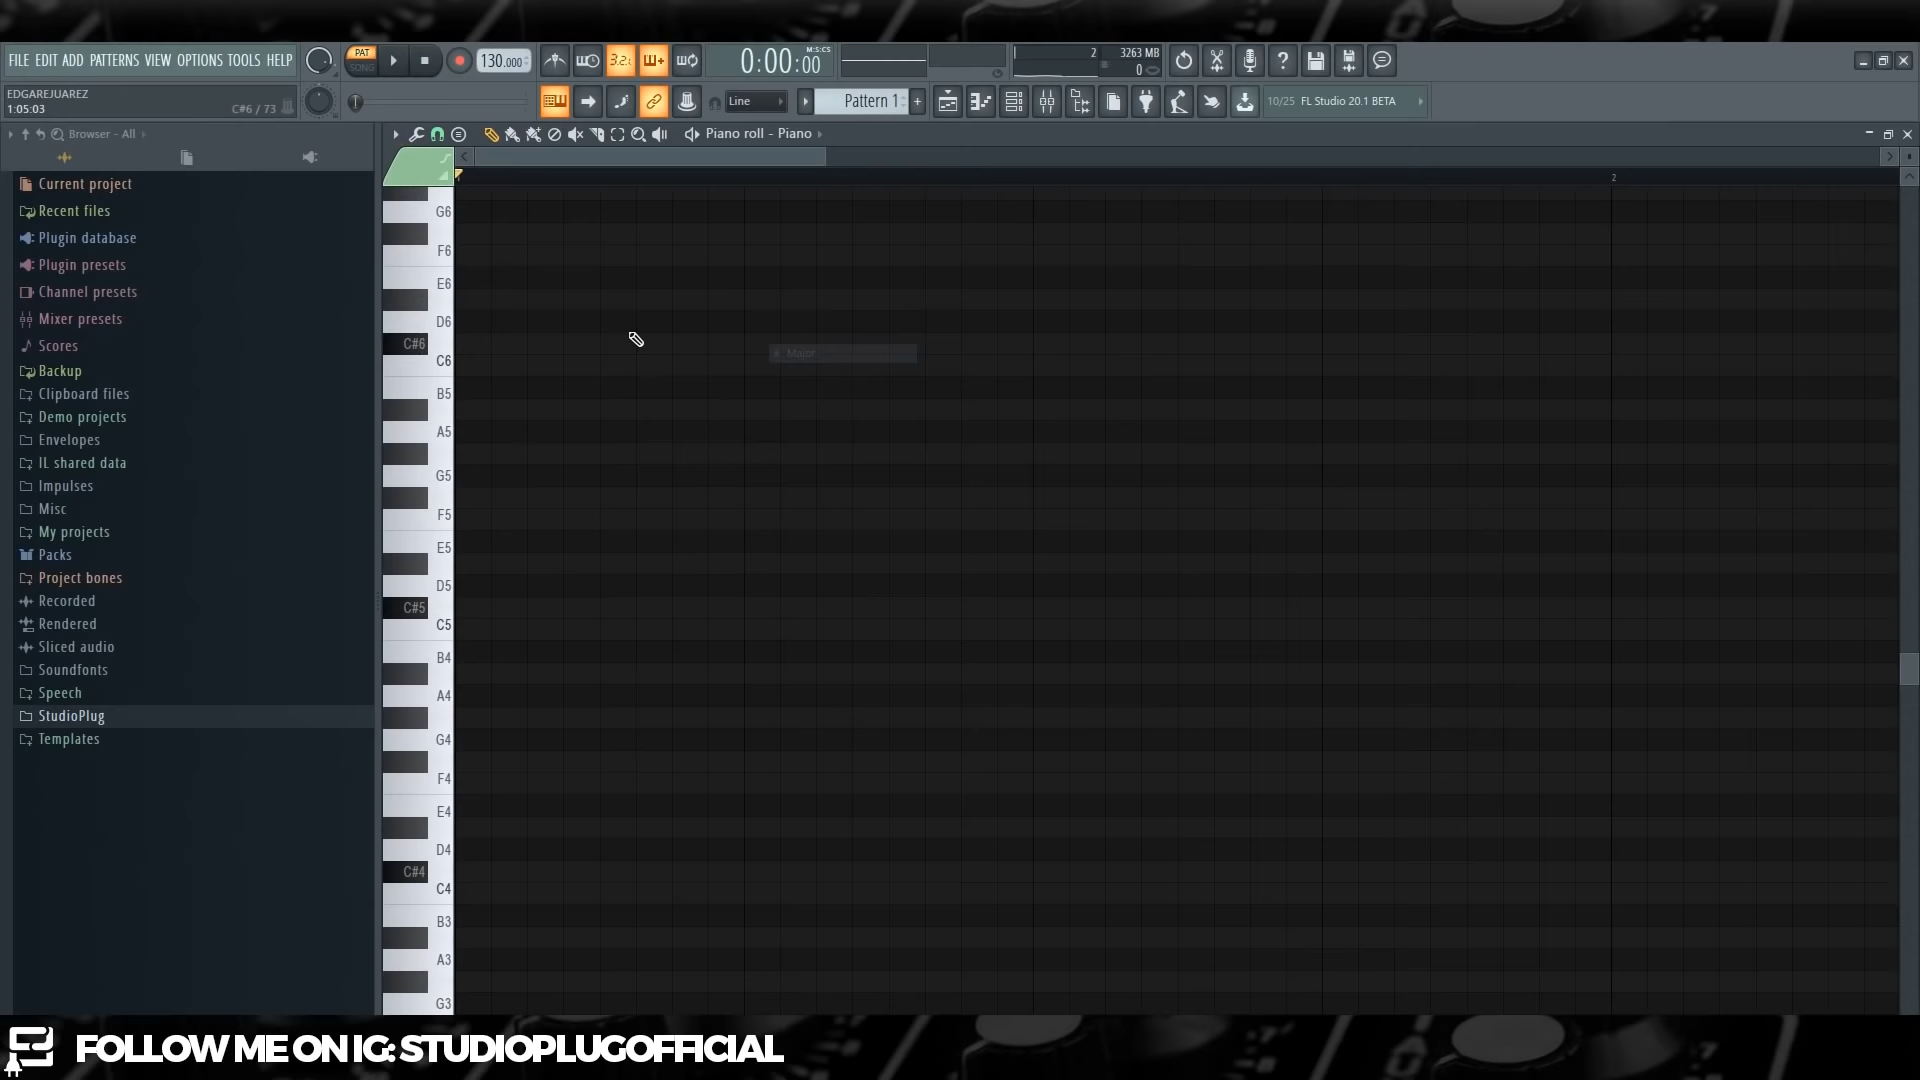 FILE EDIT ADD PATTERNS VIEW OPTIONS TOOLS HELP
PAT
SONG
130.000
3.2.
0:00:00
M:S:CS
2
3263 MB
0
EDGAREJUAREZ
1:05:03
C#6 / 73
Line
Pattern 1
10/25 FL Studio 20.1 BETA
Browser - All
Piano roll - Piano
2
Current project
Recent files
Plugin database
Plugin presets
Channel presets
Mixer presets
Scores
Backup
Clipboard files
Demo projects
Envelopes
IL shared data
Impulses
Misc
My projects
Packs
Project bones
Recorded
Rendered
Sliced audio
Soundfonts
Speech
StudioPlug
Templates
G6
F6
E6
D6
C#6
C6
B5
A5
G5
F5
E5
D5
C#5
C5
B4
A4
G4
F4
E4
D4
C#4
C4
B3
A3
G3
Major
FOLLOW ME ON IG: STUDIOPLUGOFFICIAL